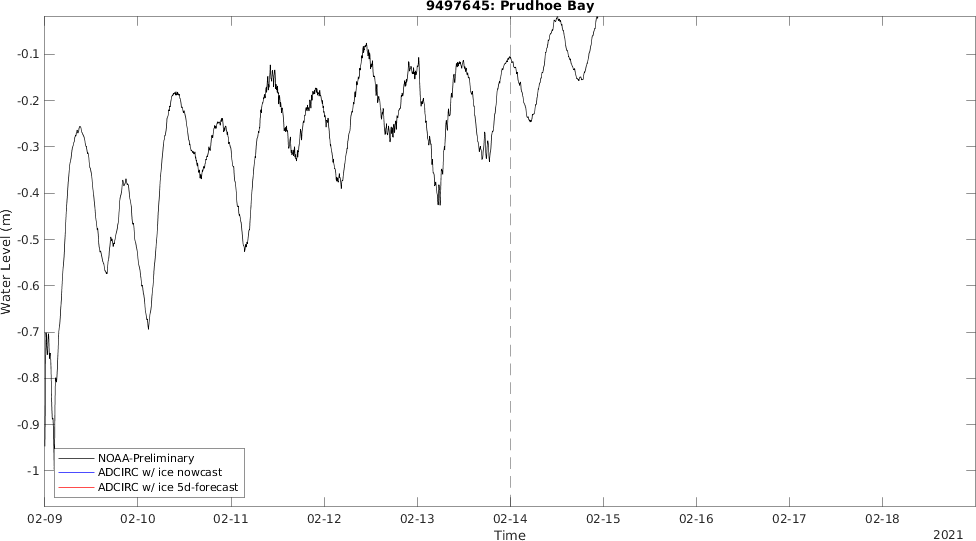 9497645: Prudhoe Bay
-0.1
-0.2
-0.3
-0.4
-0.5
-0.6
-0.7
-0.8
-0.9
-1
Water Level (m)
NOAA-Preliminary
ADCIRC w/ ice nowcast
ADCIRC w/ ice 5d-forecast
02-09 02-10 02-11 02-12 02-13 02-14 02-15 02-16 02-17 02-18
Time
2021